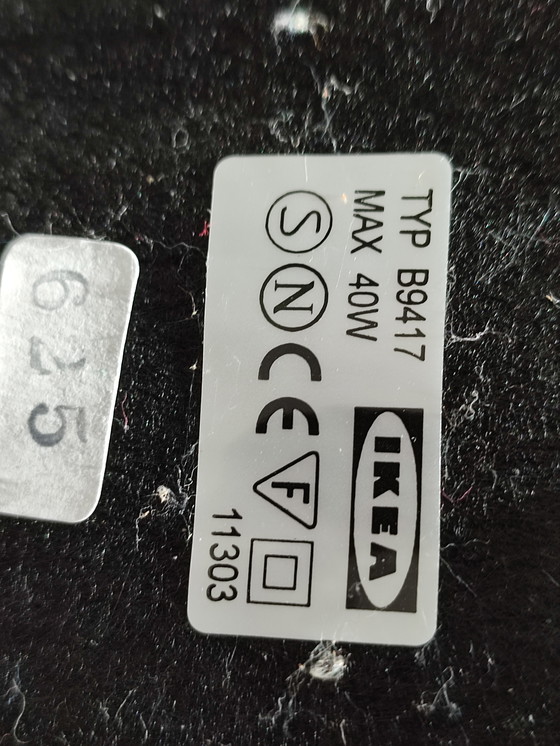 TYP B9417
MAX 40W
IKEA
S N CE F
11303
625